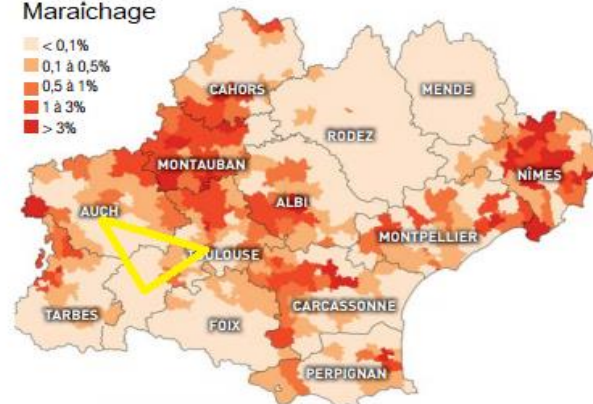 Maraîchage
< 0,1%
0,1 à 0,5%
0,5 à 1%
1 à 3%
> 3%
CAHORS
MENDE
RODEZ
MONTAUBAN
NÎMES
ALBI
AUCH
MONTPELLIER
TOULOUSE
CARCASSONNE
TARBES
FOIX
PERPIGNAN